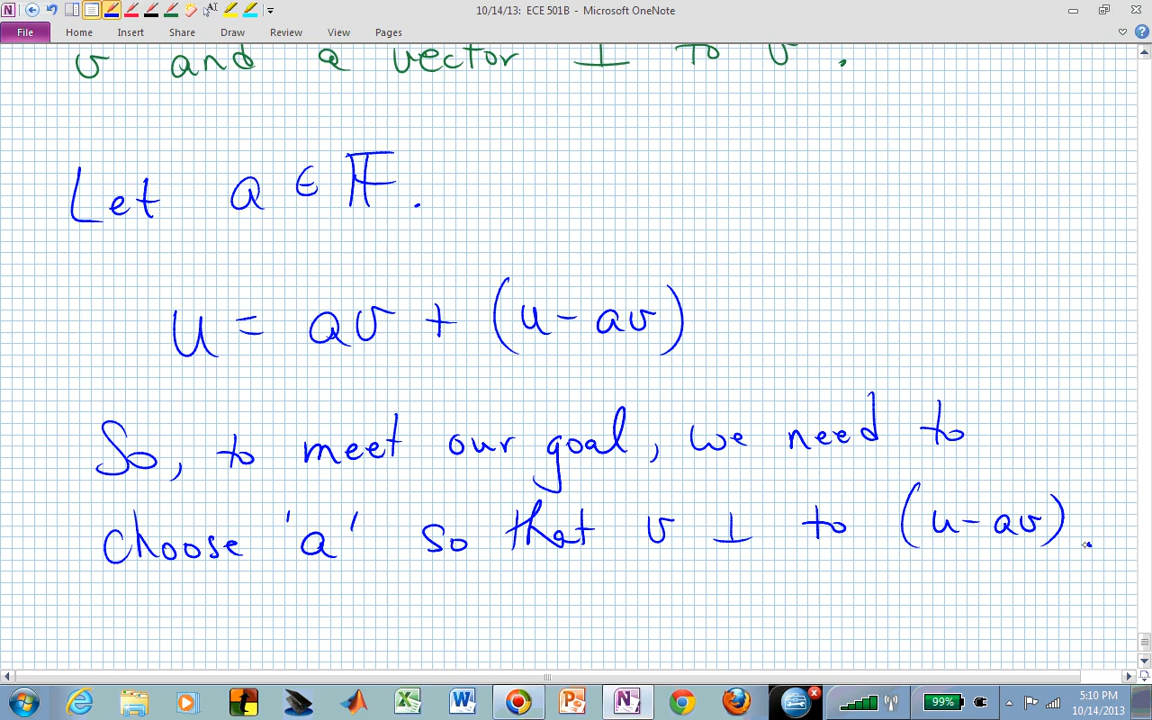 10/14/13: ECE 501B - Microsoft OneNote
File Home Insert Share Draw Review View Pages
v and a vector ⊥ to v .
Let a ∈ 𝔽 .
u = av + (u - av)
So, to meet our goal, we need to
choose 'a' so that v ⊥ to (u - av) .
99%
5:10 PM
10/14/2013